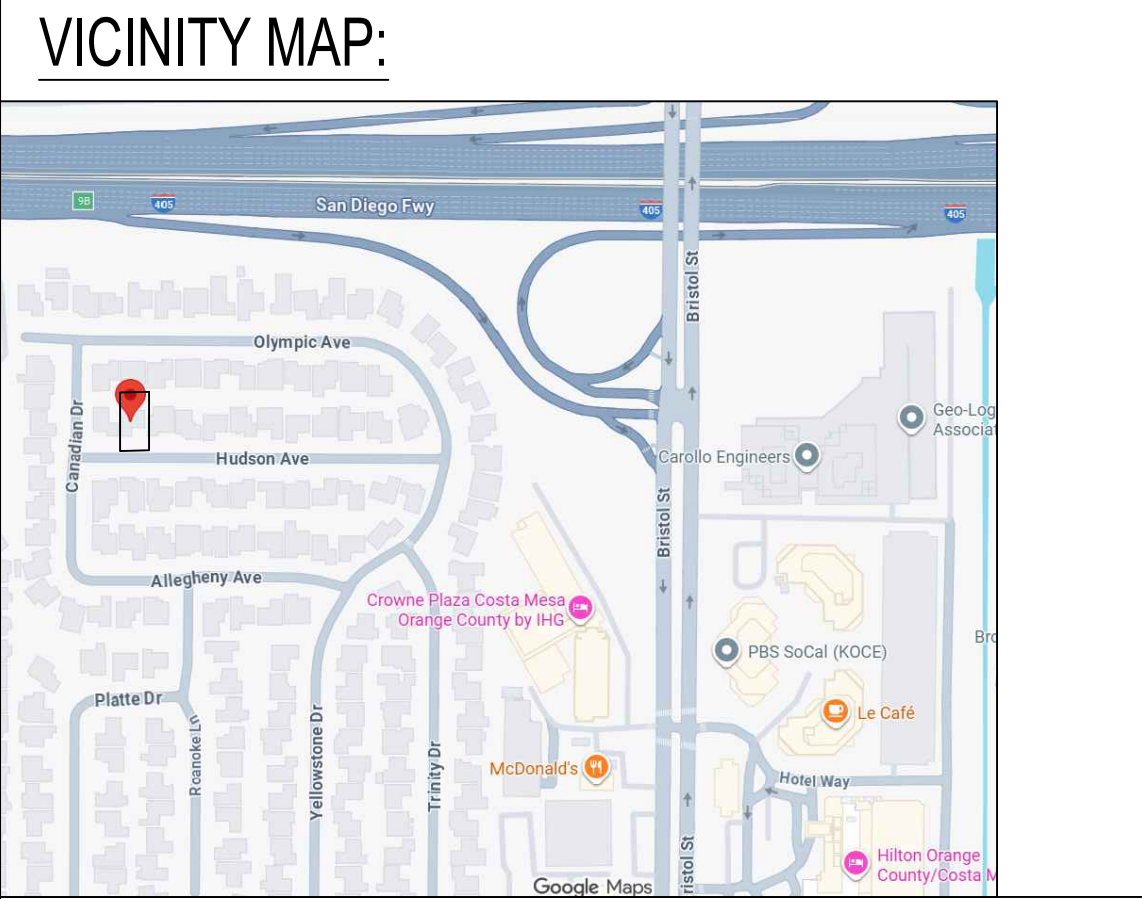 VICINITY MAP:
9B
405
San Diego Fwy
405
405
Bristol St
Olympic Ave
Canadian Dr
Hudson Ave
Geo-Log
Associat
Carollo Engineers
Bristol St
Allegheny Ave
Crowne Plaza Costa Mesa
Orange County by IHG
PBS SoCal (KOCE)
Bro
Platte Dr
Roanoke Ln
Yellowstone Dr
Trinity Dr
Le Café
McDonald's
Hotel Way
ristol St
Hilton Orange
County/Costa M
Google Maps